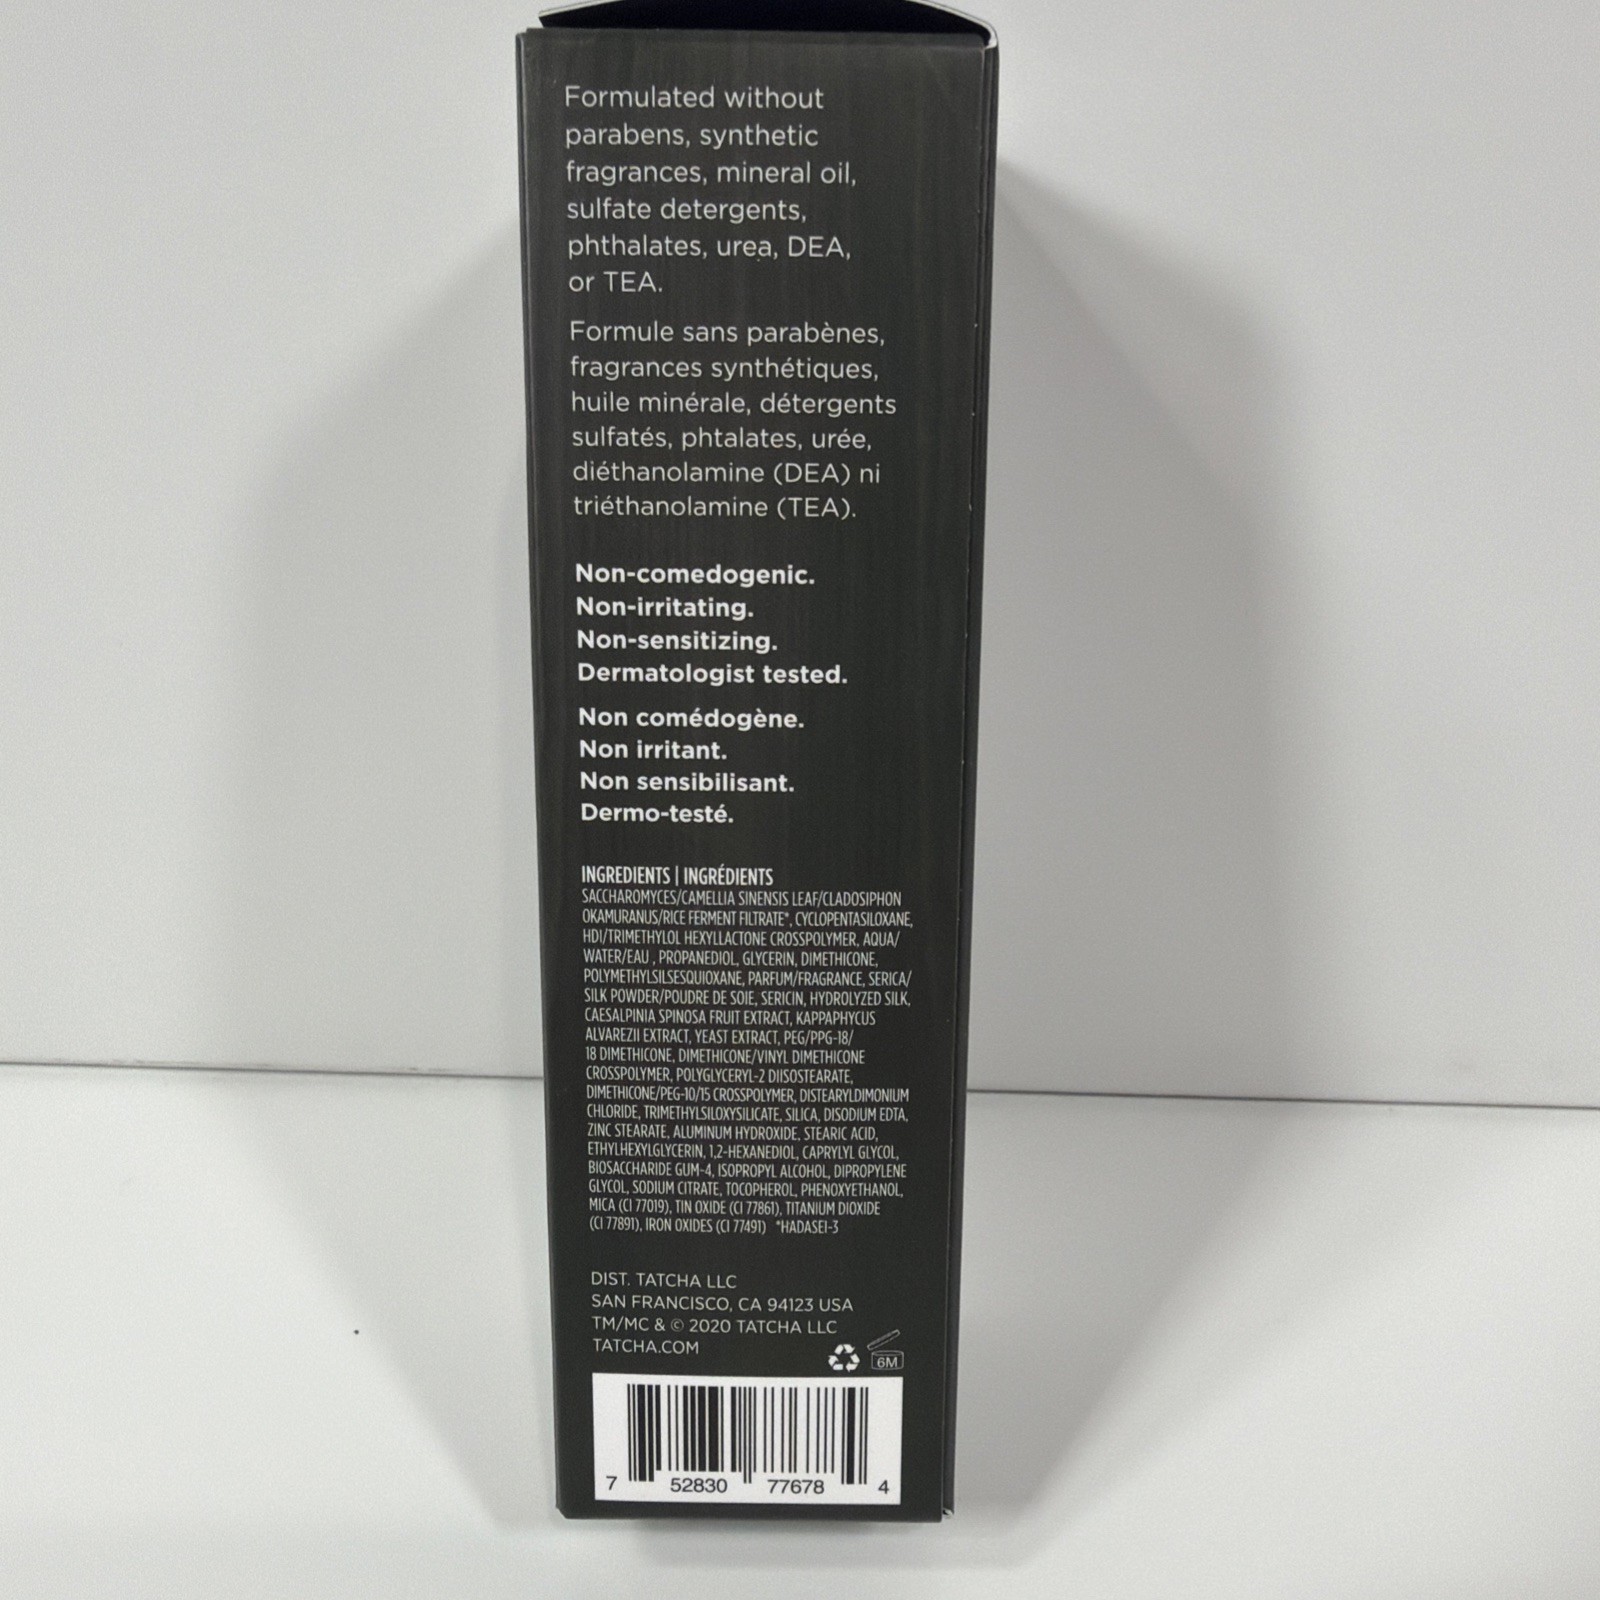 Formulated without
parabens, synthetic
fragrances, mineral oil,
sulfate detergents,
phthalates, urea, DEA,
or TEA.
Formule sans parabènes,
fragrances synthétiques,
huile minérale, détergents
sulfatés, phtalates, urée,
diéthanolamine (DEA) ni
triéthanolamine (TEA).
Non-comedogenic.
Non-irritating.
Non-sensitizing.
Dermatologist tested.
Non comédogène.
Non irritant.
Non sensibilisant.
Dermo-testé.
INGREDIENTS | INGRÉDIENTS
SACCHAROMYCES/CAMELLIA SINENSIS LEAF/CLADOSIPHON
OKAMURANUS/RICE FERMENT FILTRATE*, CYCLOPENTASILOXANE,
HDI/TRIMETHYLOL HEXYLLACTONE CROSSPOLYMER, AQUA/
WATER/EAU , PROPANEDIOL, GLYCERIN, DIMETHICONE,
POLYMETHYLSILSESQUIOXANE, PARFUM/FRAGRANCE, SERICA/
SILK POWDER/POUDRE DE SOIE, SERICIN, HYDROLYZED SILK,
CAESALPINIA SPINOSA FRUIT EXTRACT, KAPPAPHYCUS
ALVAREZII EXTRACT, YEAST EXTRACT, PEG/PPG-18/
18 DIMETHICONE, DIMETHICONE/VINYL DIMETHICONE
CROSSPOLYMER, POLYGLYCERYL-2 DIISOSTEARATE,
DIMETHICONE/PEG-10/15 CROSSPOLYMER, DISTEARYLDIMONIUM
CHLORIDE, TRIMETHYLSILOXYSILICATE, SILICA, DISODIUM EDTA,
ZINC STEARATE, ALUMINUM HYDROXIDE, STEARIC ACID,
ETHYLHEXYLGLYCERIN, 1,2-HEXANEDIOL, CAPRYLYL GLYCOL,
BIOSACCHARIDE GUM-4, ISOPROPYL ALCOHOL, DIPROPYLENE
GLYCOL, SODIUM CITRATE, TOCOPHEROL, PHENOXYETHANOL,
MICA (CI 77019), TIN OXIDE (CI 77861), TITANIUM DIOXIDE
(CI 77891), IRON OXIDES (CI 77491) *HADASEI-3
DIST. TATCHA LLC
SAN FRANCISCO, CA 94123 USA
TM/MC & © 2020 TATCHA LLC
TATCHA.COM
6M
7 52830 77678 4